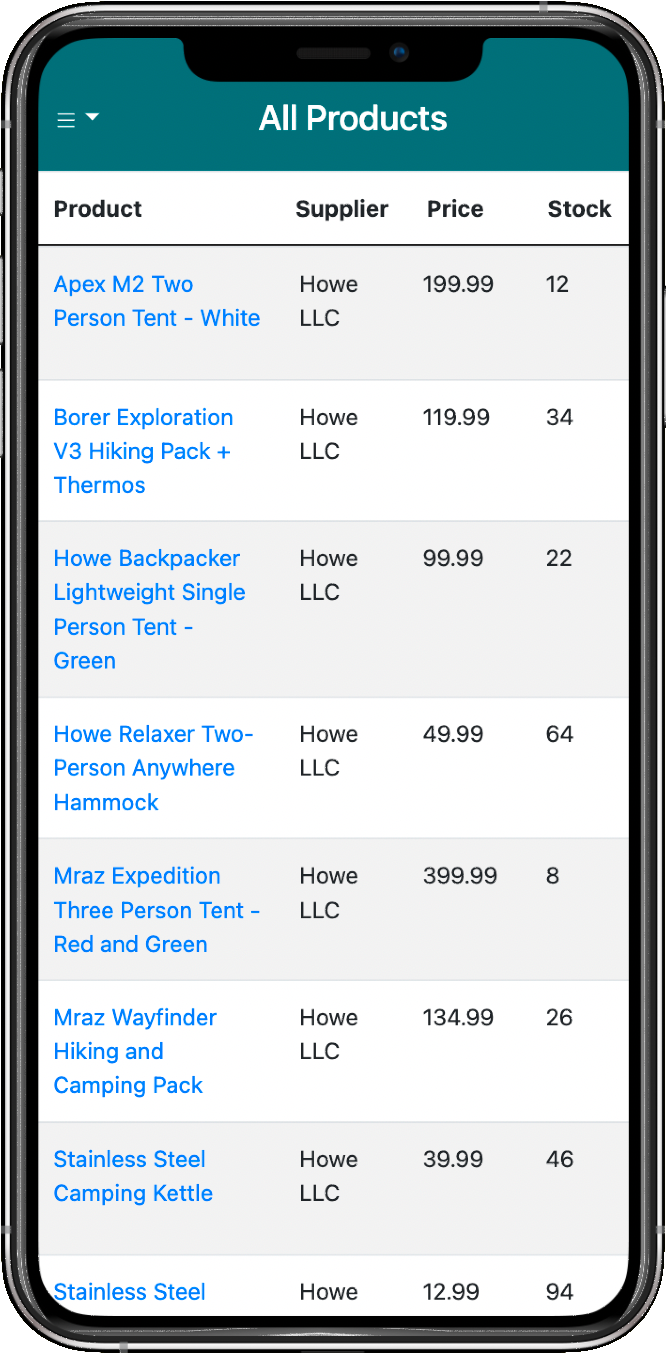 All Products
Product Supplier Price Stock
Apex M2 Two Howe 199.99 12
Person Tent - White LLC
Borer Exploration Howe 119.99 34
V3 Hiking Pack + LLC
Thermos
Howe Backpacker Howe 99.99 22
Lightweight Single LLC
Person Tent -
Green
Howe Relaxer Two- Howe 49.99 64
Person Anywhere LLC
Hammock
Mraz Expedition Howe 399.99 8
Three Person Tent - LLC
Red and Green
Mraz Wayfinder Howe 134.99 26
Hiking and LLC
Camping Pack
Stainless Steel Howe 39.99 46
Camping Kettle LLC
Stainless Steel Howe 12.99 94